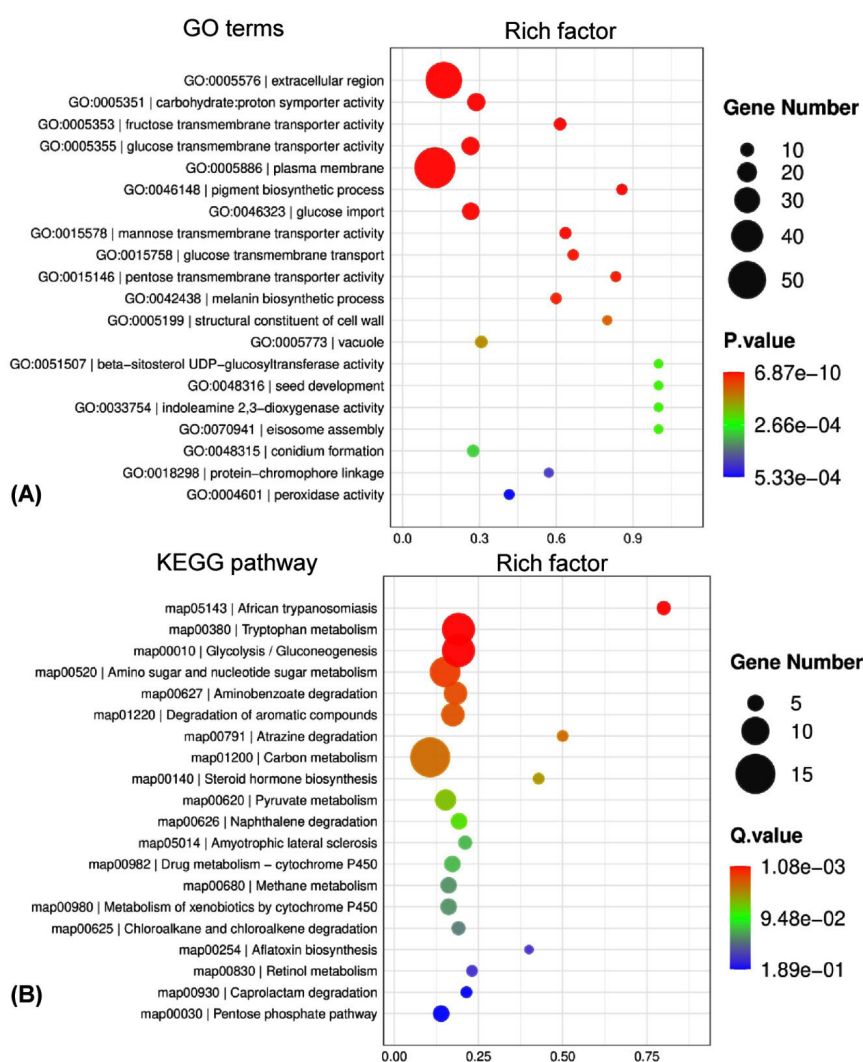 GO terms
Rich factor
GO:0005576 | extracellular region
GO:0005351 | carbohydrate:proton symporter activity
GO:0005353 | fructose transmembrane transporter activity
GO:0005355 | glucose transmembrane transporter activity
GO:0005886 | plasma membrane
GO:0046148 | pigment biosynthetic process
GO:0046323 | glucose import
GO:0015578 | mannose transmembrane transporter activity
GO:0015758 | glucose transmembrane transport
GO:0015146 | pentose transmembrane transporter activity
GO:0042438 | melanin biosynthetic process
GO:0005199 | structural constituent of cell wall
GO:0005773 | vacuole
GO:0051507 | beta−sitosterol UDP−glucosyltransferase activity
GO:0048316 | seed development
GO:0033754 | indoleamine 2,3−dioxygenase activity
GO:0070941 | eisosome assembly
GO:0048315 | conidium formation
GO:0018298 | protein−chromophore linkage
GO:0004601 | peroxidase activity
0.0 0.3 0.6 0.9
Gene Number
10
20
30
40
50
P.value
6.87e−10
2.66e−04
5.33e−04
(A)
KEGG pathway
Rich factor
map05143 | African trypanosomiasis
map00380 | Tryptophan metabolism
map00010 | Glycolysis / Gluconeogenesis
map00520 | Amino sugar and nucleotide sugar metabolism
map00627 | Aminobenzoate degradation
map01220 | Degradation of aromatic compounds
map00791 | Atrazine degradation
map01200 | Carbon metabolism
map00140 | Steroid hormone biosynthesis
map00620 | Pyruvate metabolism
map00626 | Naphthalene degradation
map05014 | Amyotrophic lateral sclerosis
map00982 | Drug metabolism − cytochrome P450
map00680 | Methane metabolism
map00980 | Metabolism of xenobiotics by cytochrome P450
map00625 | Chloroalkane and chloroalkene degradation
map00254 | Aflatoxin biosynthesis
map00830 | Retinol metabolism
map00930 | Caprolactam degradation
map00030 | Pentose phosphate pathway
0.00 0.25 0.50 0.75
Gene Number
5
10
15
Q.value
1.08e−03
9.48e−02
1.89e−01
(B)